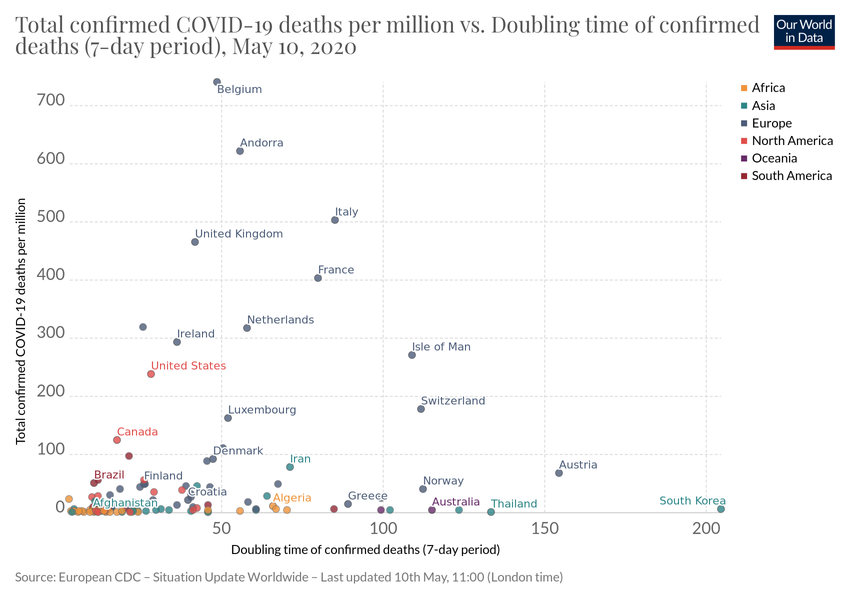 Total confirmed COVID-19 deaths per million vs. Doubling time of confirmed
deaths (7-day period), May 10, 2020
Our World
in Data
Africa
Asia
Europe
North America
Oceania
South America
Total confirmed COVID-19 deaths per million
700
600
500
400
300
200
100
0
Belgium
Andorra
Italy
United Kingdom
France
Netherlands
Ireland
Isle of Man
United States
Switzerland
Luxembourg
Canada
Denmark
Iran
Austria
Brazil
Finland
Norway
Croatia
Algeria
Greece
Afghanistan
Australia
Thailand
South Korea
50
100
150
200
Doubling time of confirmed deaths (7-day period)
Source: European CDC – Situation Update Worldwide – Last updated 10th May, 11:00 (London time)